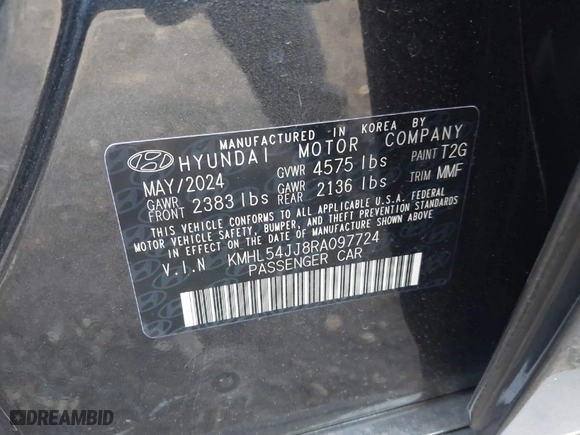 MANUFACTURED IN KOREA BY
HYUNDAI MOTOR COMPANY
MAY/2024 GVWR 4575 lbs PAINT T2G
GAWR FRONT 2383 lbs GAWR REAR 2136 lbs TRIM MMF
THIS VEHICLE CONFORMS TO ALL APPLICABLE U.S.A. FEDERAL
MOTOR VEHICLE SAFETY, BUMPER, AND THEFT PREVENTION STANDARDS
IN EFFECT ON THE DATE OF MANUFACTURE SHOWN ABOVE.
V.I.N KMHL54JJ8RA097724
PASSENGER CAR
DREAMBID